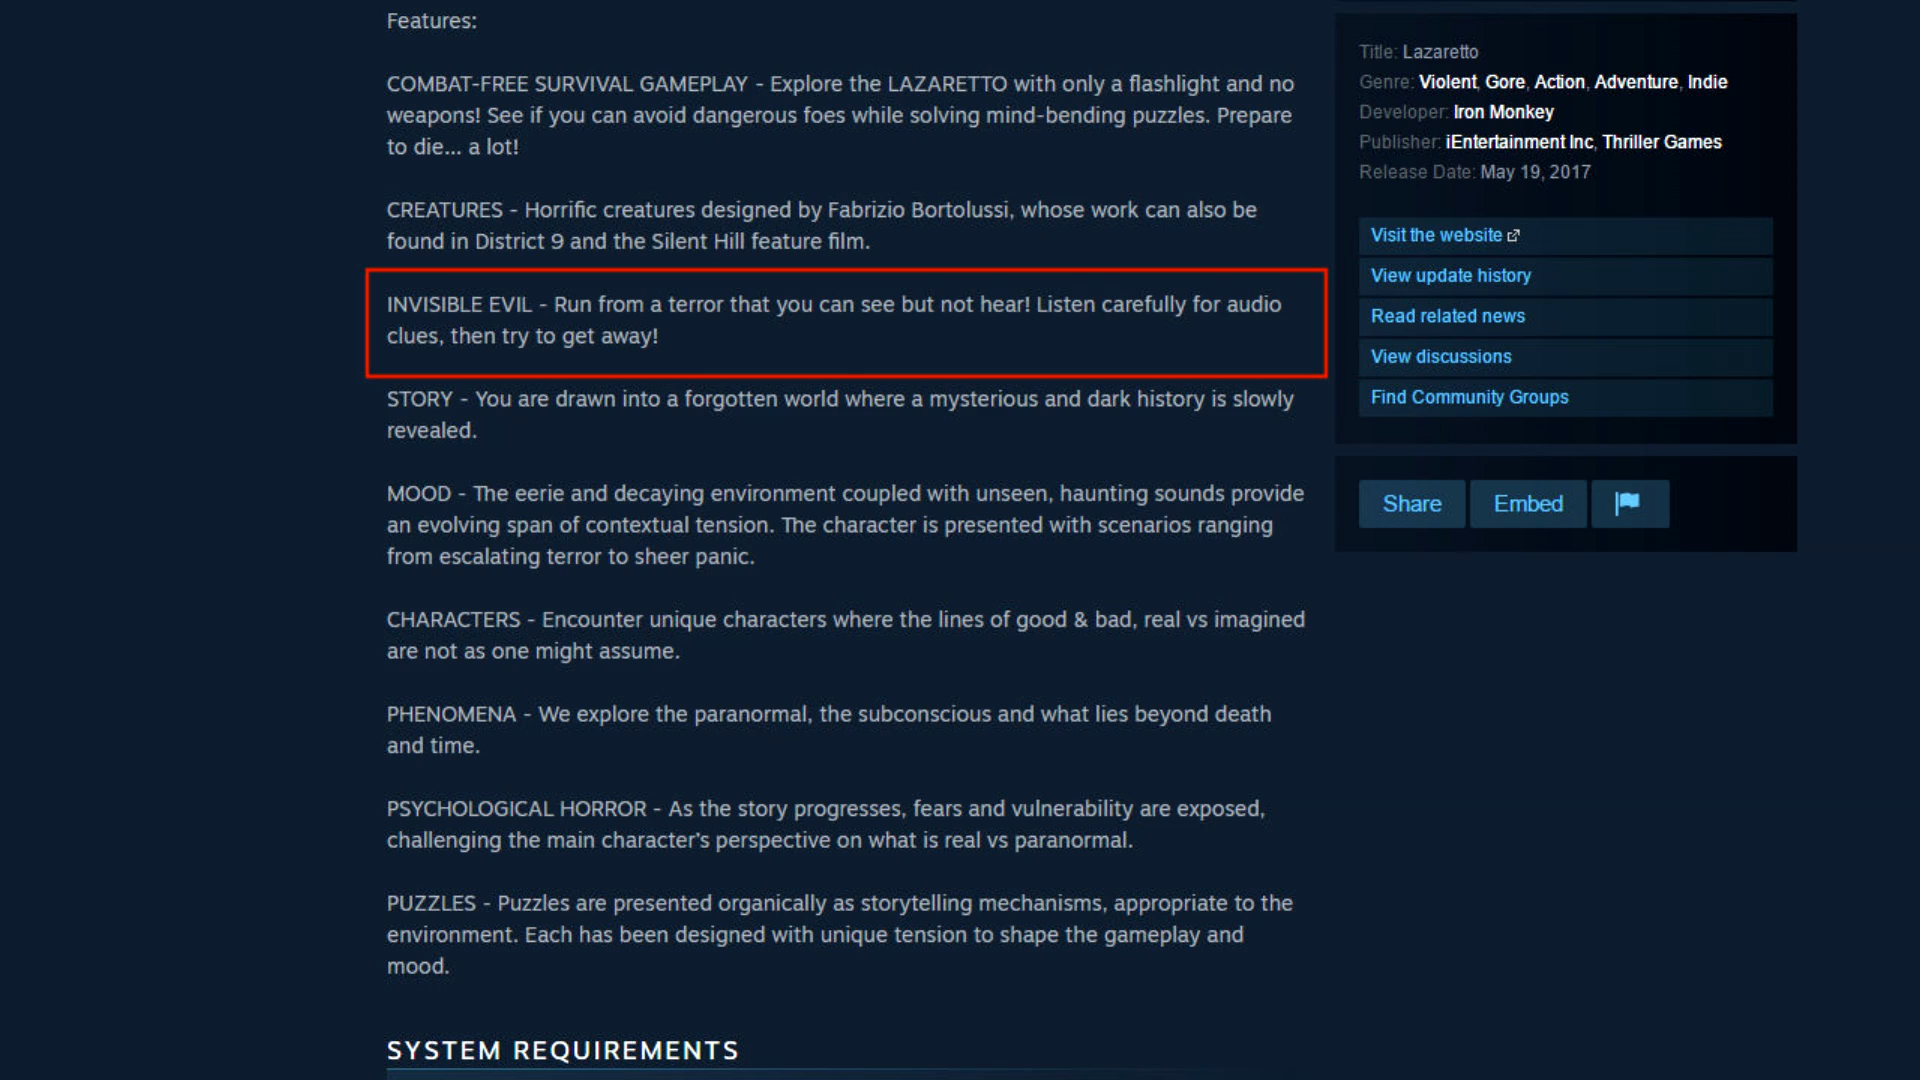 Features:
COMBAT-FREE SURVIVAL GAMEPLAY - Explore the LAZARETTO with only a flashlight and no
weapons! See if you can avoid dangerous foes while solving mind-bending puzzles. Prepare
to die... a lot!
CREATURES - Horrific creatures designed by Fabrizio Bortolussi, whose work can also be
found in District 9 and the Silent Hill feature film.
INVISIBLE EVIL - Run from a terror that you can see but not hear! Listen carefully for audio
clues, then try to get away!
STORY - You are drawn into a forgotten world where a mysterious and dark history is slowly
revealed.
MOOD - The eerie and decaying environment coupled with unseen, haunting sounds provide
an evolving span of contextual tension. The character is presented with scenarios ranging
from escalating terror to sheer panic.
CHARACTERS - Encounter unique characters where the lines of good & bad, real vs imagined
are not as one might assume.
PHENOMENA - We explore the paranormal, the subconscious and what lies beyond death
and time.
PSYCHOLOGICAL HORROR - As the story progresses, fears and vulnerability are exposed,
challenging the main character's perspective on what is real vs paranormal.
PUZZLES - Puzzles are presented organically as storytelling mechanisms, appropriate to the
environment. Each has been designed with unique tension to shape the gameplay and
mood.
SYSTEM REQUIREMENTS
Title: Lazaretto
Genre: Violent, Gore, Action, Adventure, Indie
Developer: Iron Monkey
Publisher: iEntertainment Inc, Thriller Games
Release Date: May 19, 2017
Visit the website
View update history
Read related news
View discussions
Find Community Groups
Share Embed